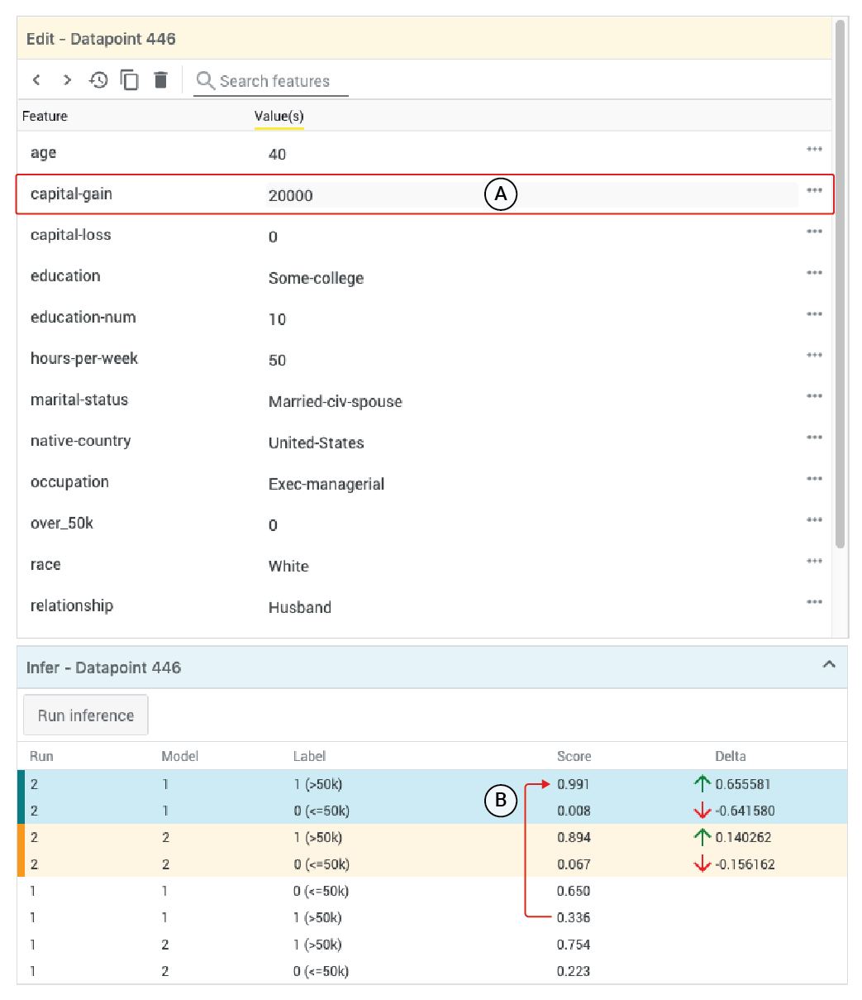 Edit - Datapoint 446
Search features
Feature Value(s)
age 40
capital-gain 20000 A
capital-loss 0
education Some-college
education-num 10
hours-per-week 50
marital-status Married-civ-spouse
native-country United-States
occupation Exec-managerial
over_50k 0
race White
relationship Husband
Infer - Datapoint 446
Run inference
Run Model Label Score Delta
2 1 1 (>50k) 0.991 0.655581
B
2 1 0 (<=50k) 0.008 -0.641580
2 2 1 (>50k) 0.894 0.140262
2 2 0 (<=50k) 0.067 -0.156162
1 1 0 (<=50k) 0.650
1 1 1 (>50k) 0.336
1 2 1 (>50k) 0.754
1 2 0 (<=50k) 0.223